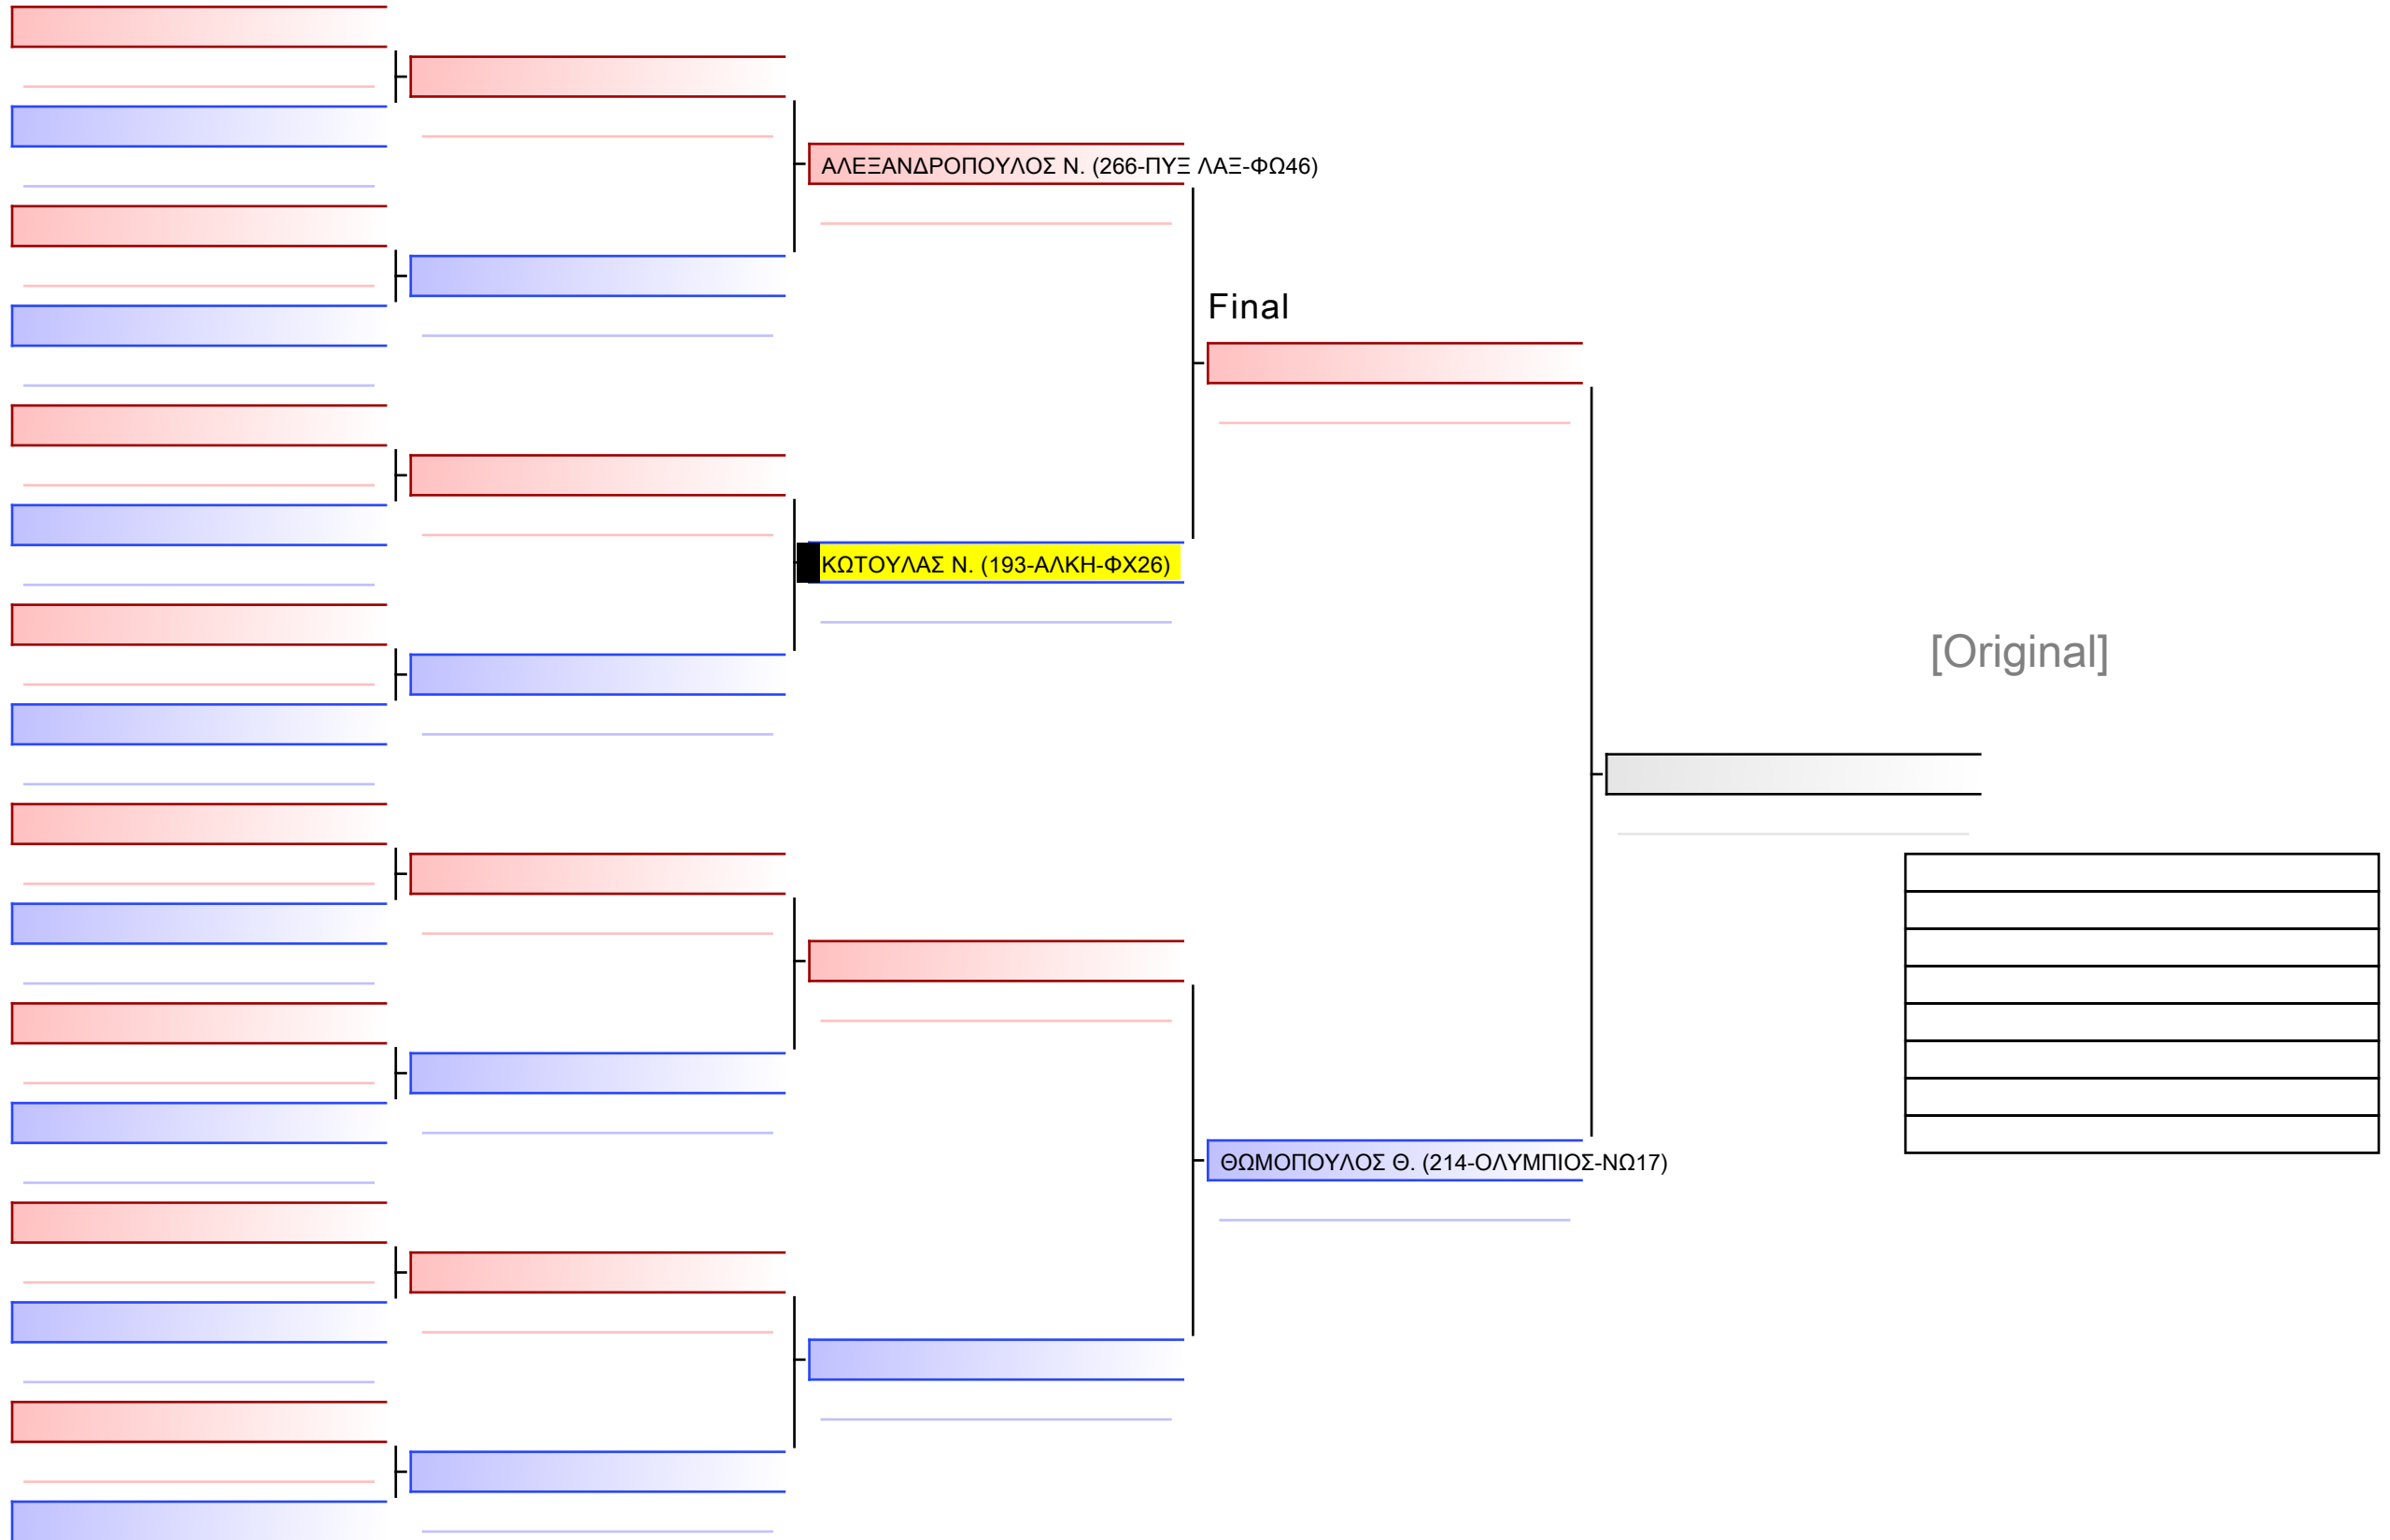 ΑΛΕΞΑΝΔΡΟΠΟΥΛΟΣ Ν. (266-ΠΥΞ ΛΑΞ-ΦΩ46)
Final
ΚΩΤΟΥΛΑΣ Ν. (193-ΑΛΚΗ-ΦΧ26)
[Original]
ΘΩΜΟΠΟΥΛΟΣ Θ. (214-ΟΛΥΜΠΙΟΣ-ΝΩ17)